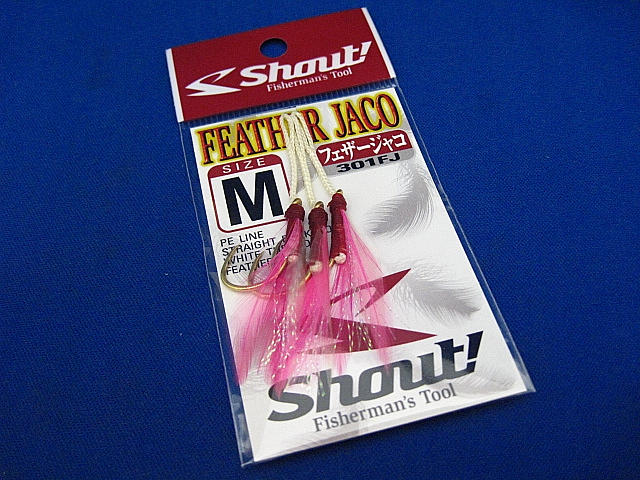 Shout!
Fisherman's Tool
FEATHER JACO
SIZE
フェザージャコ
M
301FJ
PE LINE
STRAIGHT
WHITE
FEATHER
Shout!
Fisherman's Tool